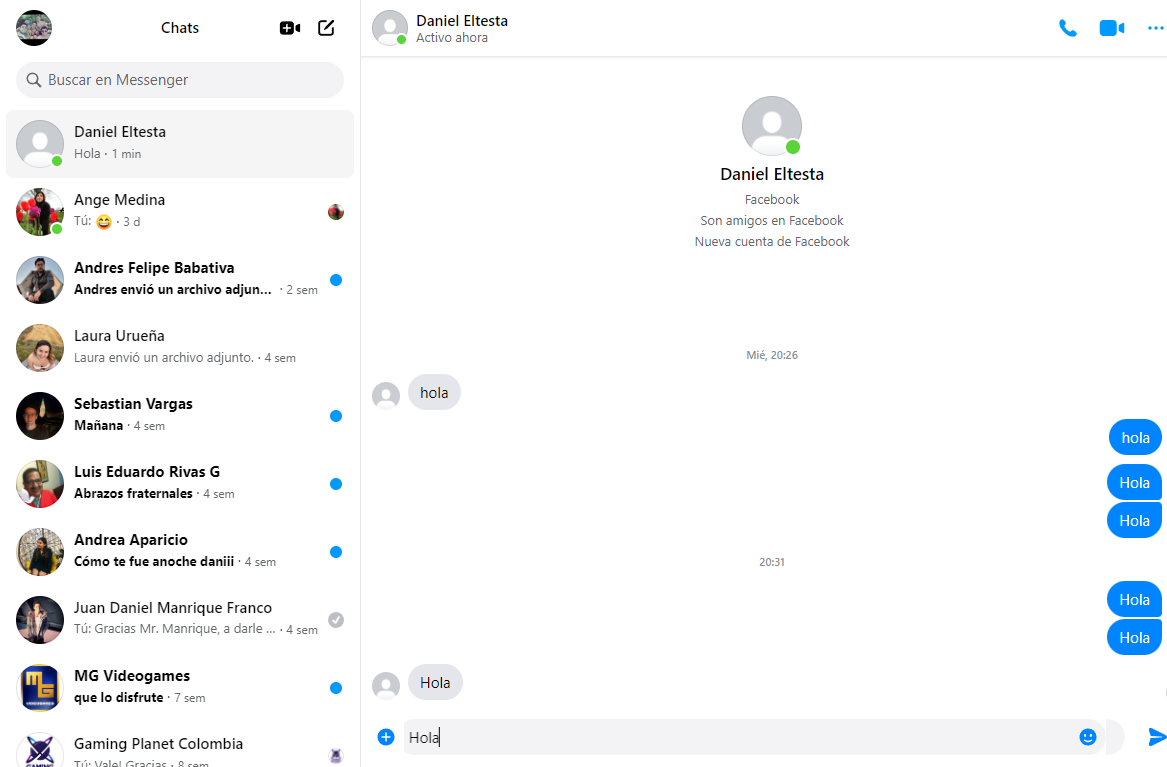 Chats
Buscar en Messenger
Daniel Eltesta
Hola · 1 min
Ange Medina
Tú: 😄 · 3 d
Andres Felipe Babativa
Andres envió un archivo adjun... · 2 sem
Laura Urueña
Laura envió un archivo adjunto. · 4 sem
Sebastian Vargas
Mañana · 4 sem
Luis Eduardo Rivas G
Abrazos fraternales · 4 sem
Andrea Aparicio
Cómo te fue anoche daniii · 4 sem
Juan Daniel Manrique Franco
Tú: Gracias Mr. Manrique, a darle ... · 4 sem
MG Videogames
que lo disfrute · 7 sem
Gaming Planet Colombia
Tú: Vale! Gracias · 8 sem
Daniel Eltesta
Activo ahora
Daniel Eltesta
Facebook
Son amigos en Facebook
Nueva cuenta de Facebook
Mié, 20:26
hola
hola
Hola
Hola
20:31
Hola
Hola
Hola
Hola